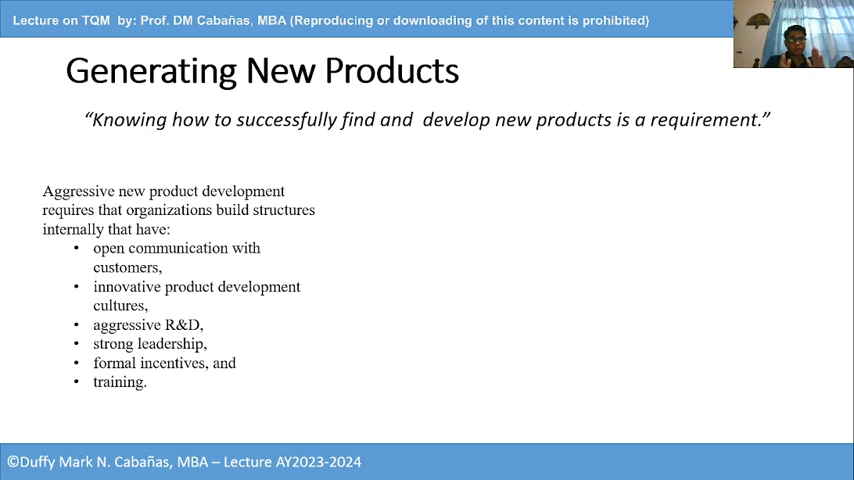 Lecture on TQM by: Prof. DM Cabañas, MBA (Reproducing or downloading of this content is prohibited)
Generating New Products
“Knowing how to successfully find and develop new products is a requirement.”
Aggressive new product development
requires that organizations build structures
internally that have:
• open communication with
customers,
• innovative product development
cultures,
• aggressive R&D,
• strong leadership,
• formal incentives, and
• training.
©Duffy Mark N. Cabañas, MBA – Lecture AY2023-2024